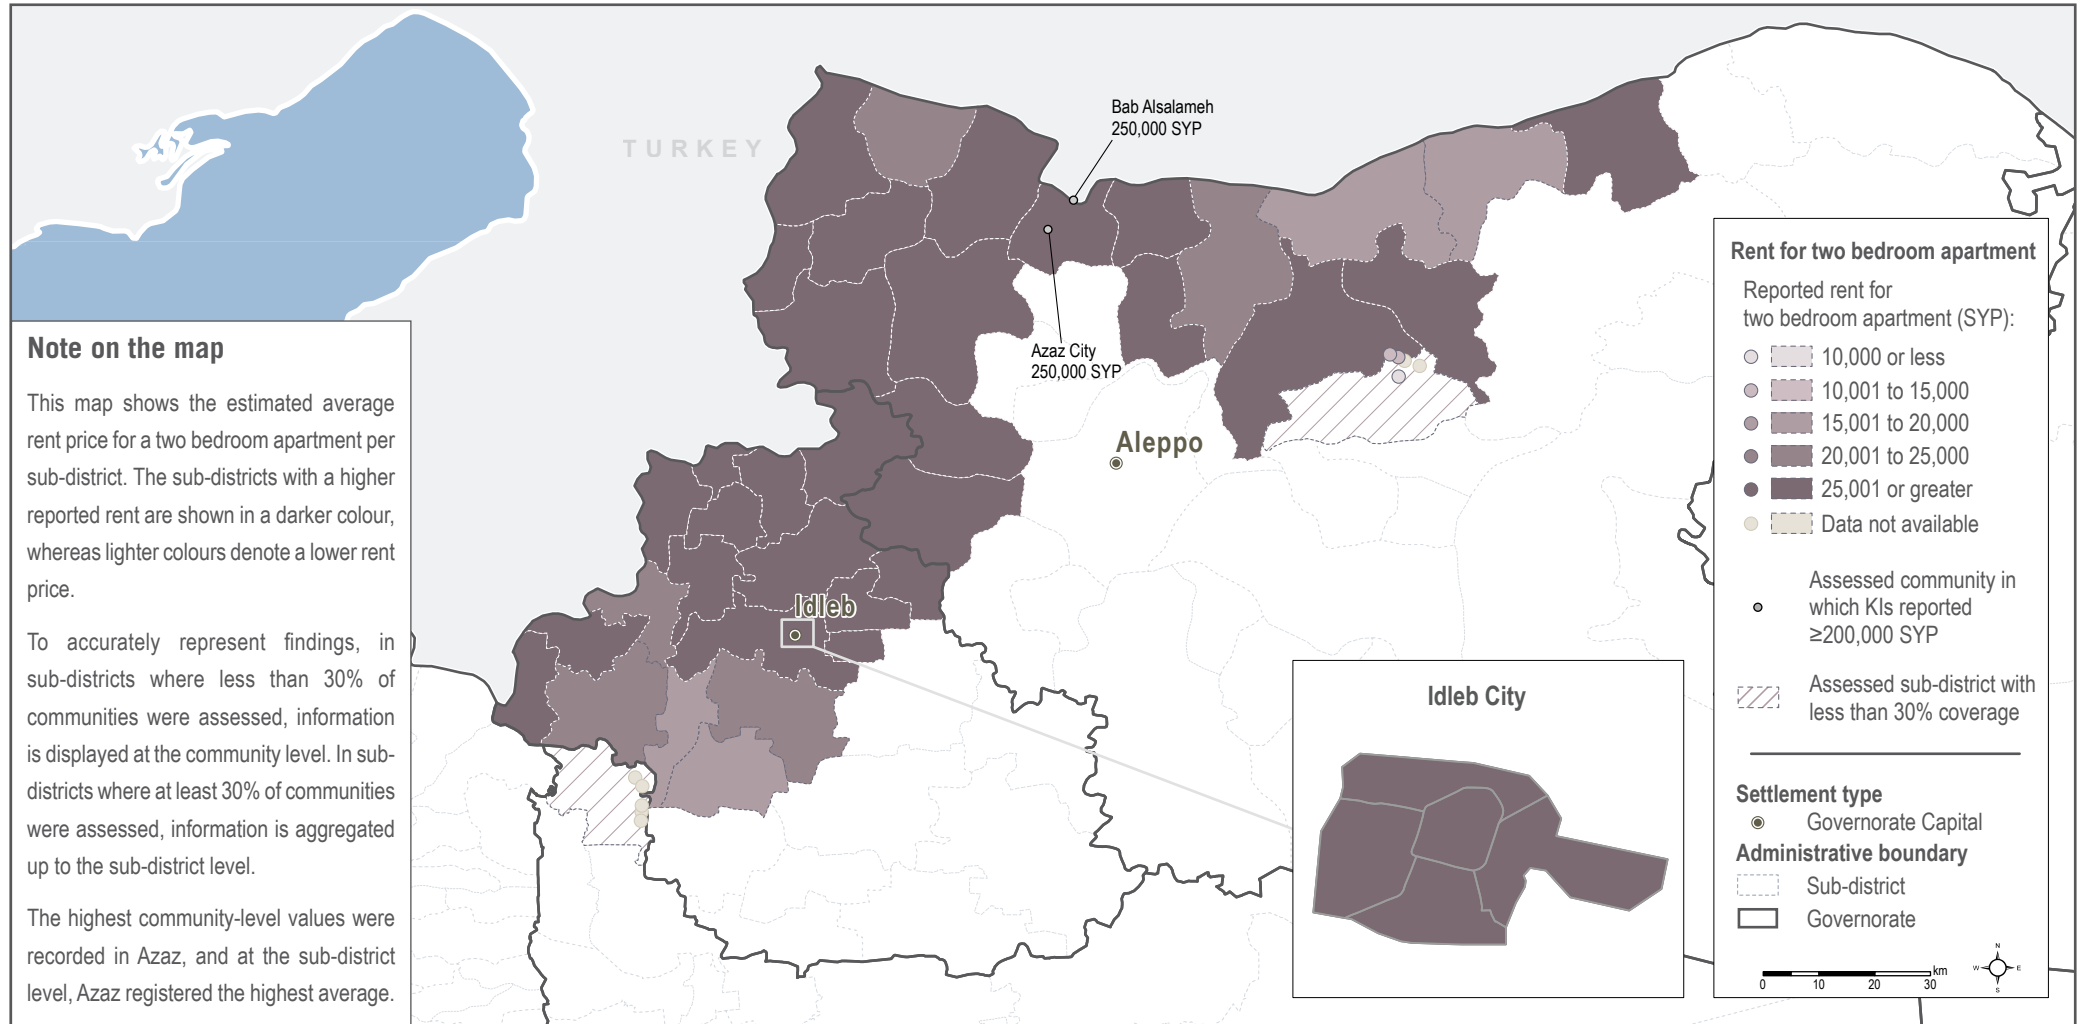 TURKEY
Bab Alsalameh
250,000 SYP
Azaz City
250,000 SYP
Aleppo
Idleb
Note on the map
This map shows the estimated average
rent price for a two bedroom apartment per
sub-district. The sub-districts with a higher
reported rent are shown in a darker colour,
whereas lighter colours denote a lower rent
price.
To accurately represent findings, in
sub-districts where less than 30% of
communities were assessed, information
is displayed at the community level. In sub-
districts where at least 30% of communities
were assessed, information is aggregated
up to the sub-district level.
The highest community-level values were
recorded in Azaz, and at the sub-district
level, Azaz registered the highest average.
Idleb City
Rent for two bedroom apartment
Reported rent for
two bedroom apartment (SYP):
10,000 or less
10,001 to 15,000
15,001 to 20,000
20,001 to 25,000
25,001 or greater
Data not available
Assessed community in
which KIs reported
≥200,000 SYP
Assessed sub-district with
less than 30% coverage
Settlement type
Governorate Capital
Administrative boundary
Sub-district
Governorate
km
0 10 20 30
N
W E
S